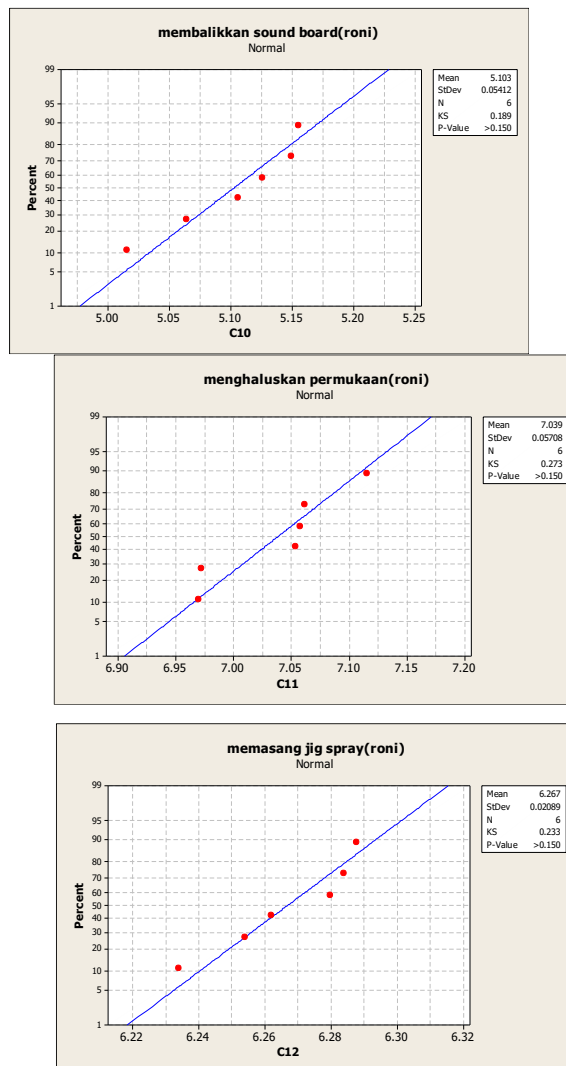 membalikkan sound board(roni)
Normal
Mean 5.103
StDev 0.05412
N 6
KS 0.189
P-Value >0.150
99
95
90
80
70
60
50
40
30
20
10
5
1
Percent
5.00 5.05 5.10 5.15 5.20 5.25
C10
menghaluskan permukaan(roni)
Normal
Mean 7.039
StDev 0.05708
N 6
KS 0.273
P-Value >0.150
99
95
90
80
70
60
50
40
30
20
10
5
1
Percent
6.90 6.95 7.00 7.05 7.10 7.15 7.20
C11
memasang jig spray(roni)
Normal
Mean 6.267
StDev 0.02089
N 6
KS 0.233
P-Value >0.150
99
95
90
80
70
60
50
40
30
20
10
5
1
Percent
6.22 6.24 6.26 6.28 6.30 6.32
C12